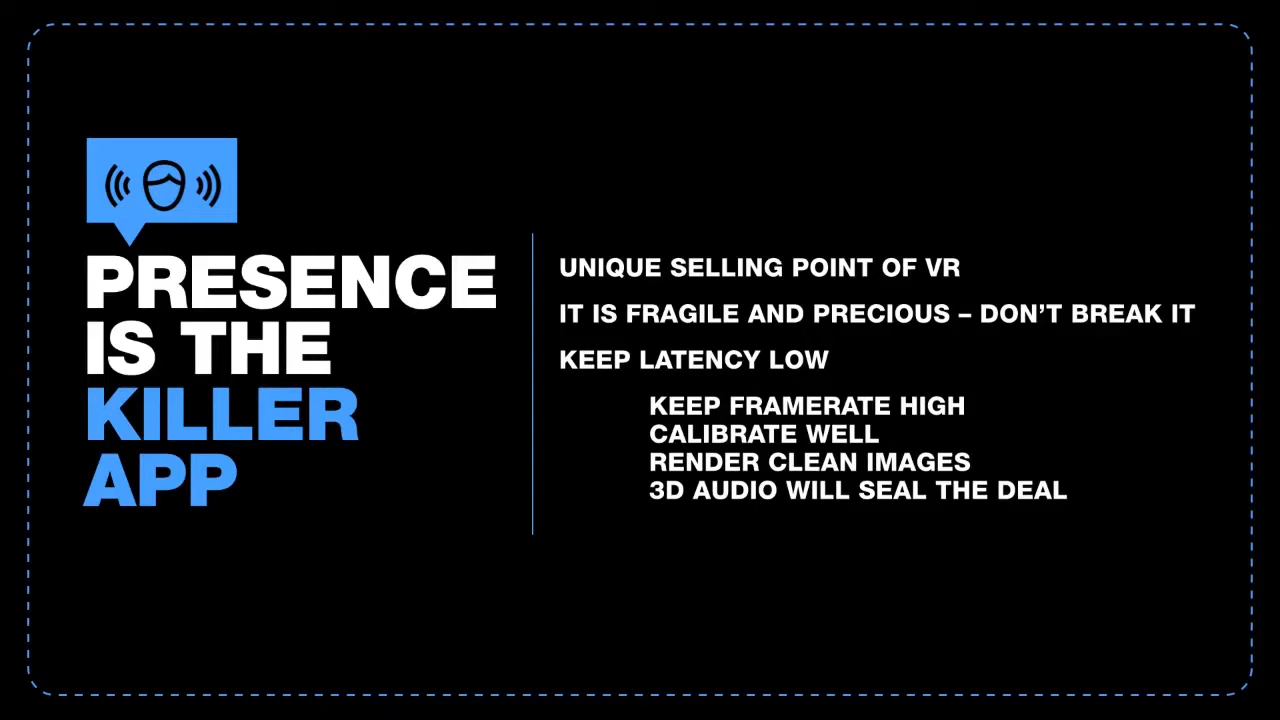 PRESENCE
IS THE
KILLER
APP
UNIQUE SELLING POINT OF VR
IT IS FRAGILE AND PRECIOUS – DON’T BREAK IT
KEEP LATENCY LOW
KEEP FRAMERATE HIGH
CALIBRATE WELL
RENDER CLEAN IMAGES
3D AUDIO WILL SEAL THE DEAL